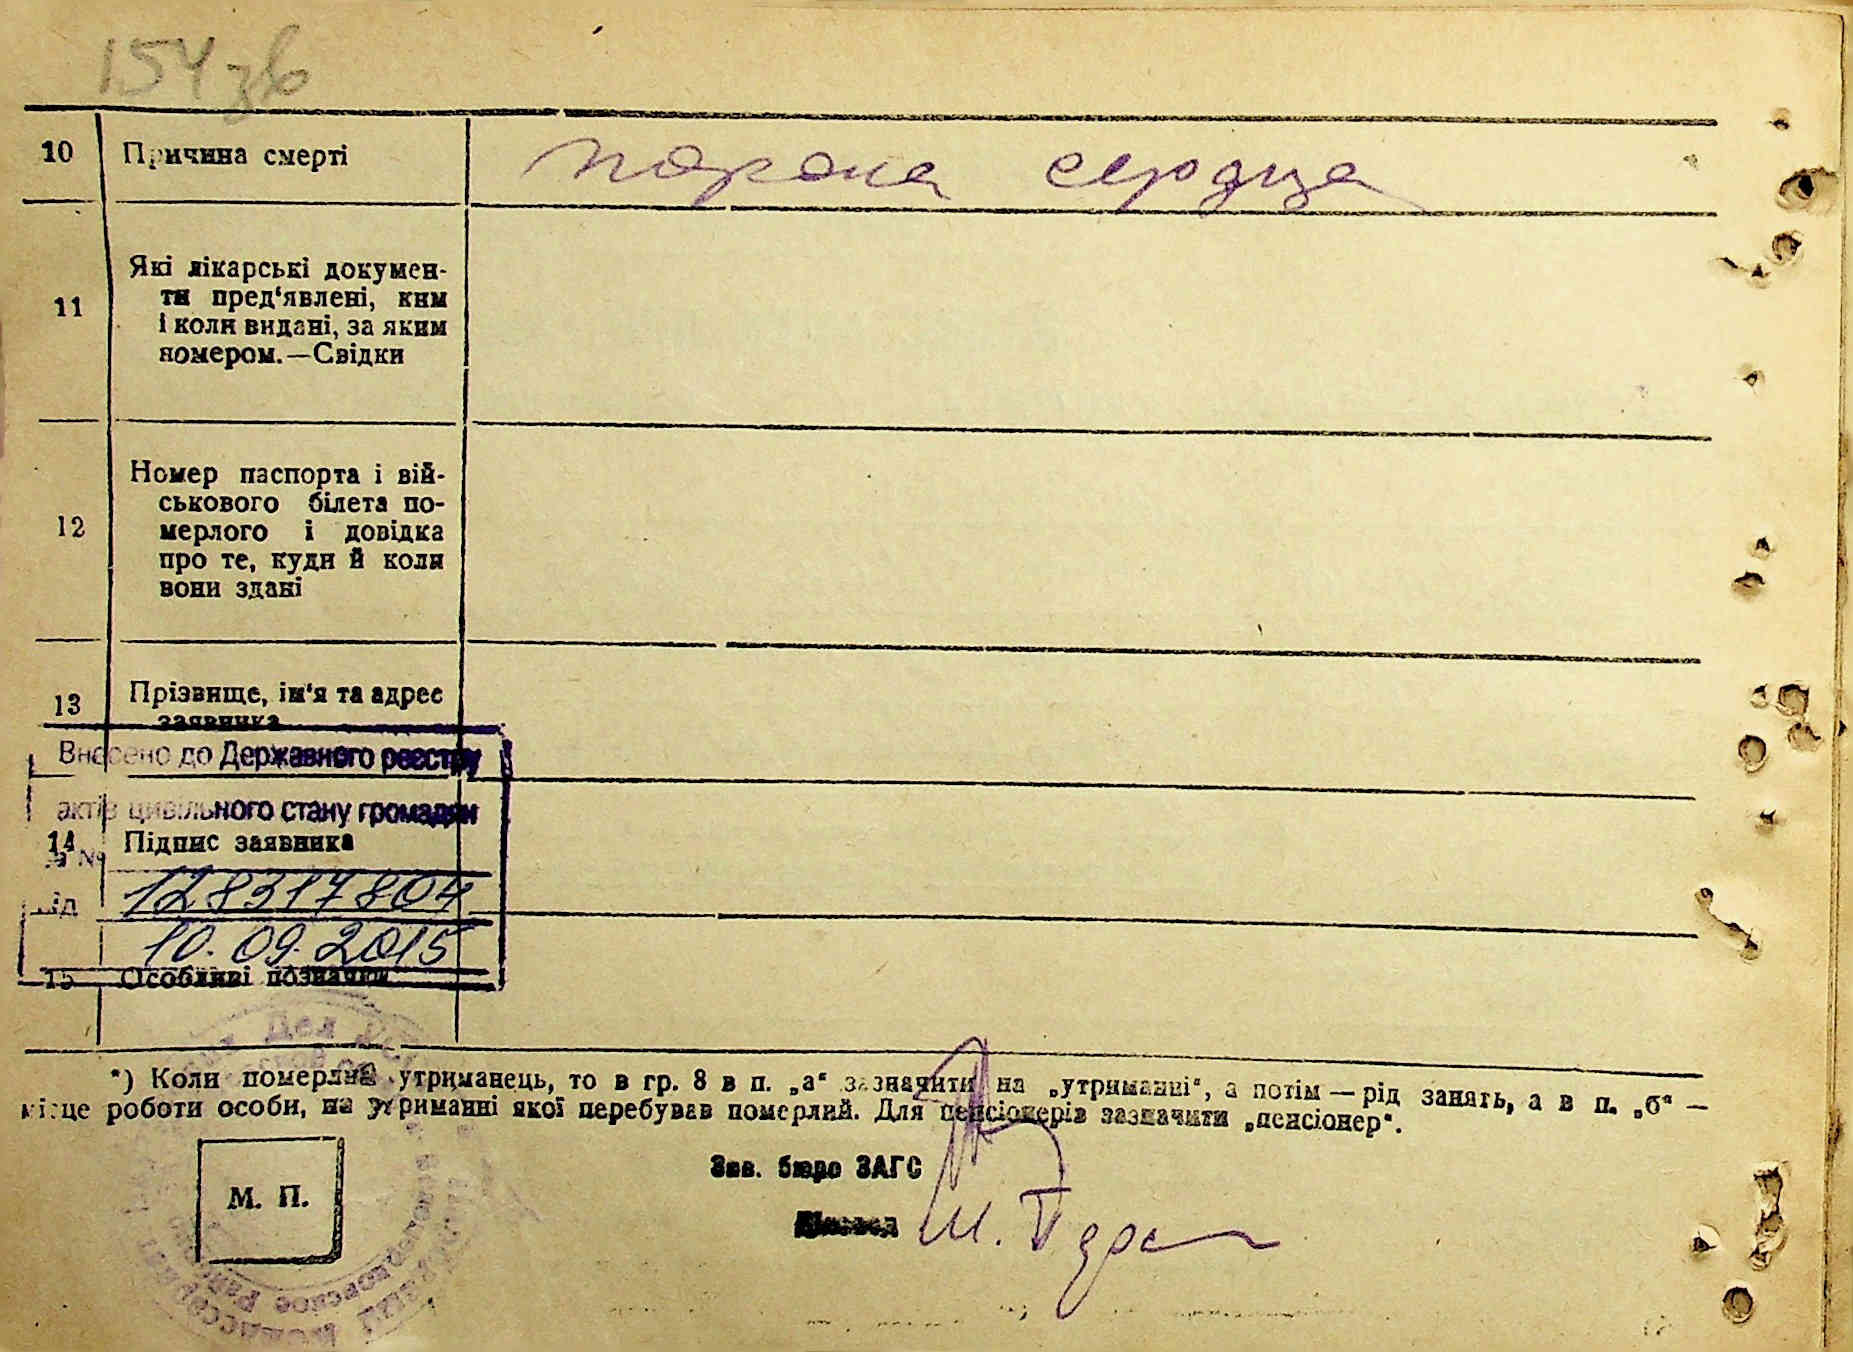 154 зв
10 Причина смерті
сердца
11 Які лікарські докумен-
ти пред‘явлені, ким
і коли видані, за яким
номером.—Свідки
12 Номер паспорта і вій-
ськового білета по-
мерлого і довідка
про те, куди й коли
вони здані
13 Прізвище, ім‘я та адрес
заявника
Внесено до Державного реєстру
актів цивільного стану громадян
14 Підпис заявника
за №
128317804
від
10.09.2015
15 Особливі позначки
*) Коли померлий утриманець, то в гр. 8 в п. „а“ зазначити на „утриманні“, а потім — рід занять, а в п. „б“ —
місце роботи особи, на утриманні якої перебував померлий. Для пенсіонерів зазначити „пенсіонер“.
Зав. бюро ЗАГС
М. П.